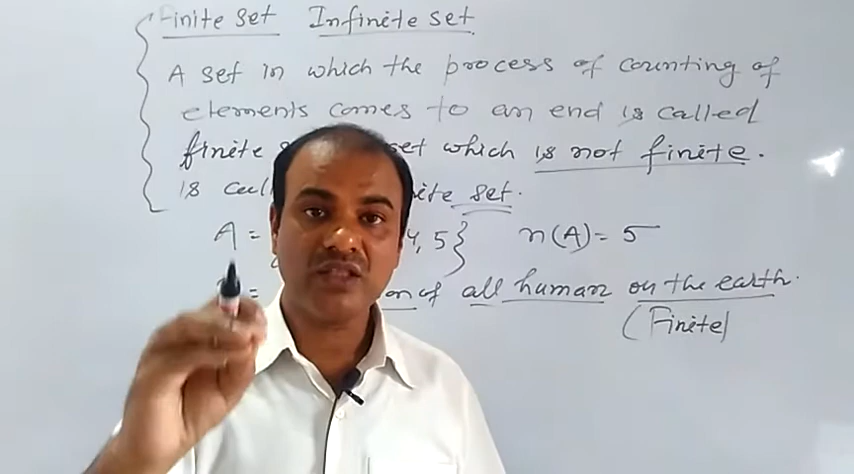 Finite set Infinite set
A set in which the process of counting of
elements comes to an end is called
finite set which is not finite.
is set.
A = 4, 5} n(A) = 5
= of all human on the earth.
(Finite)